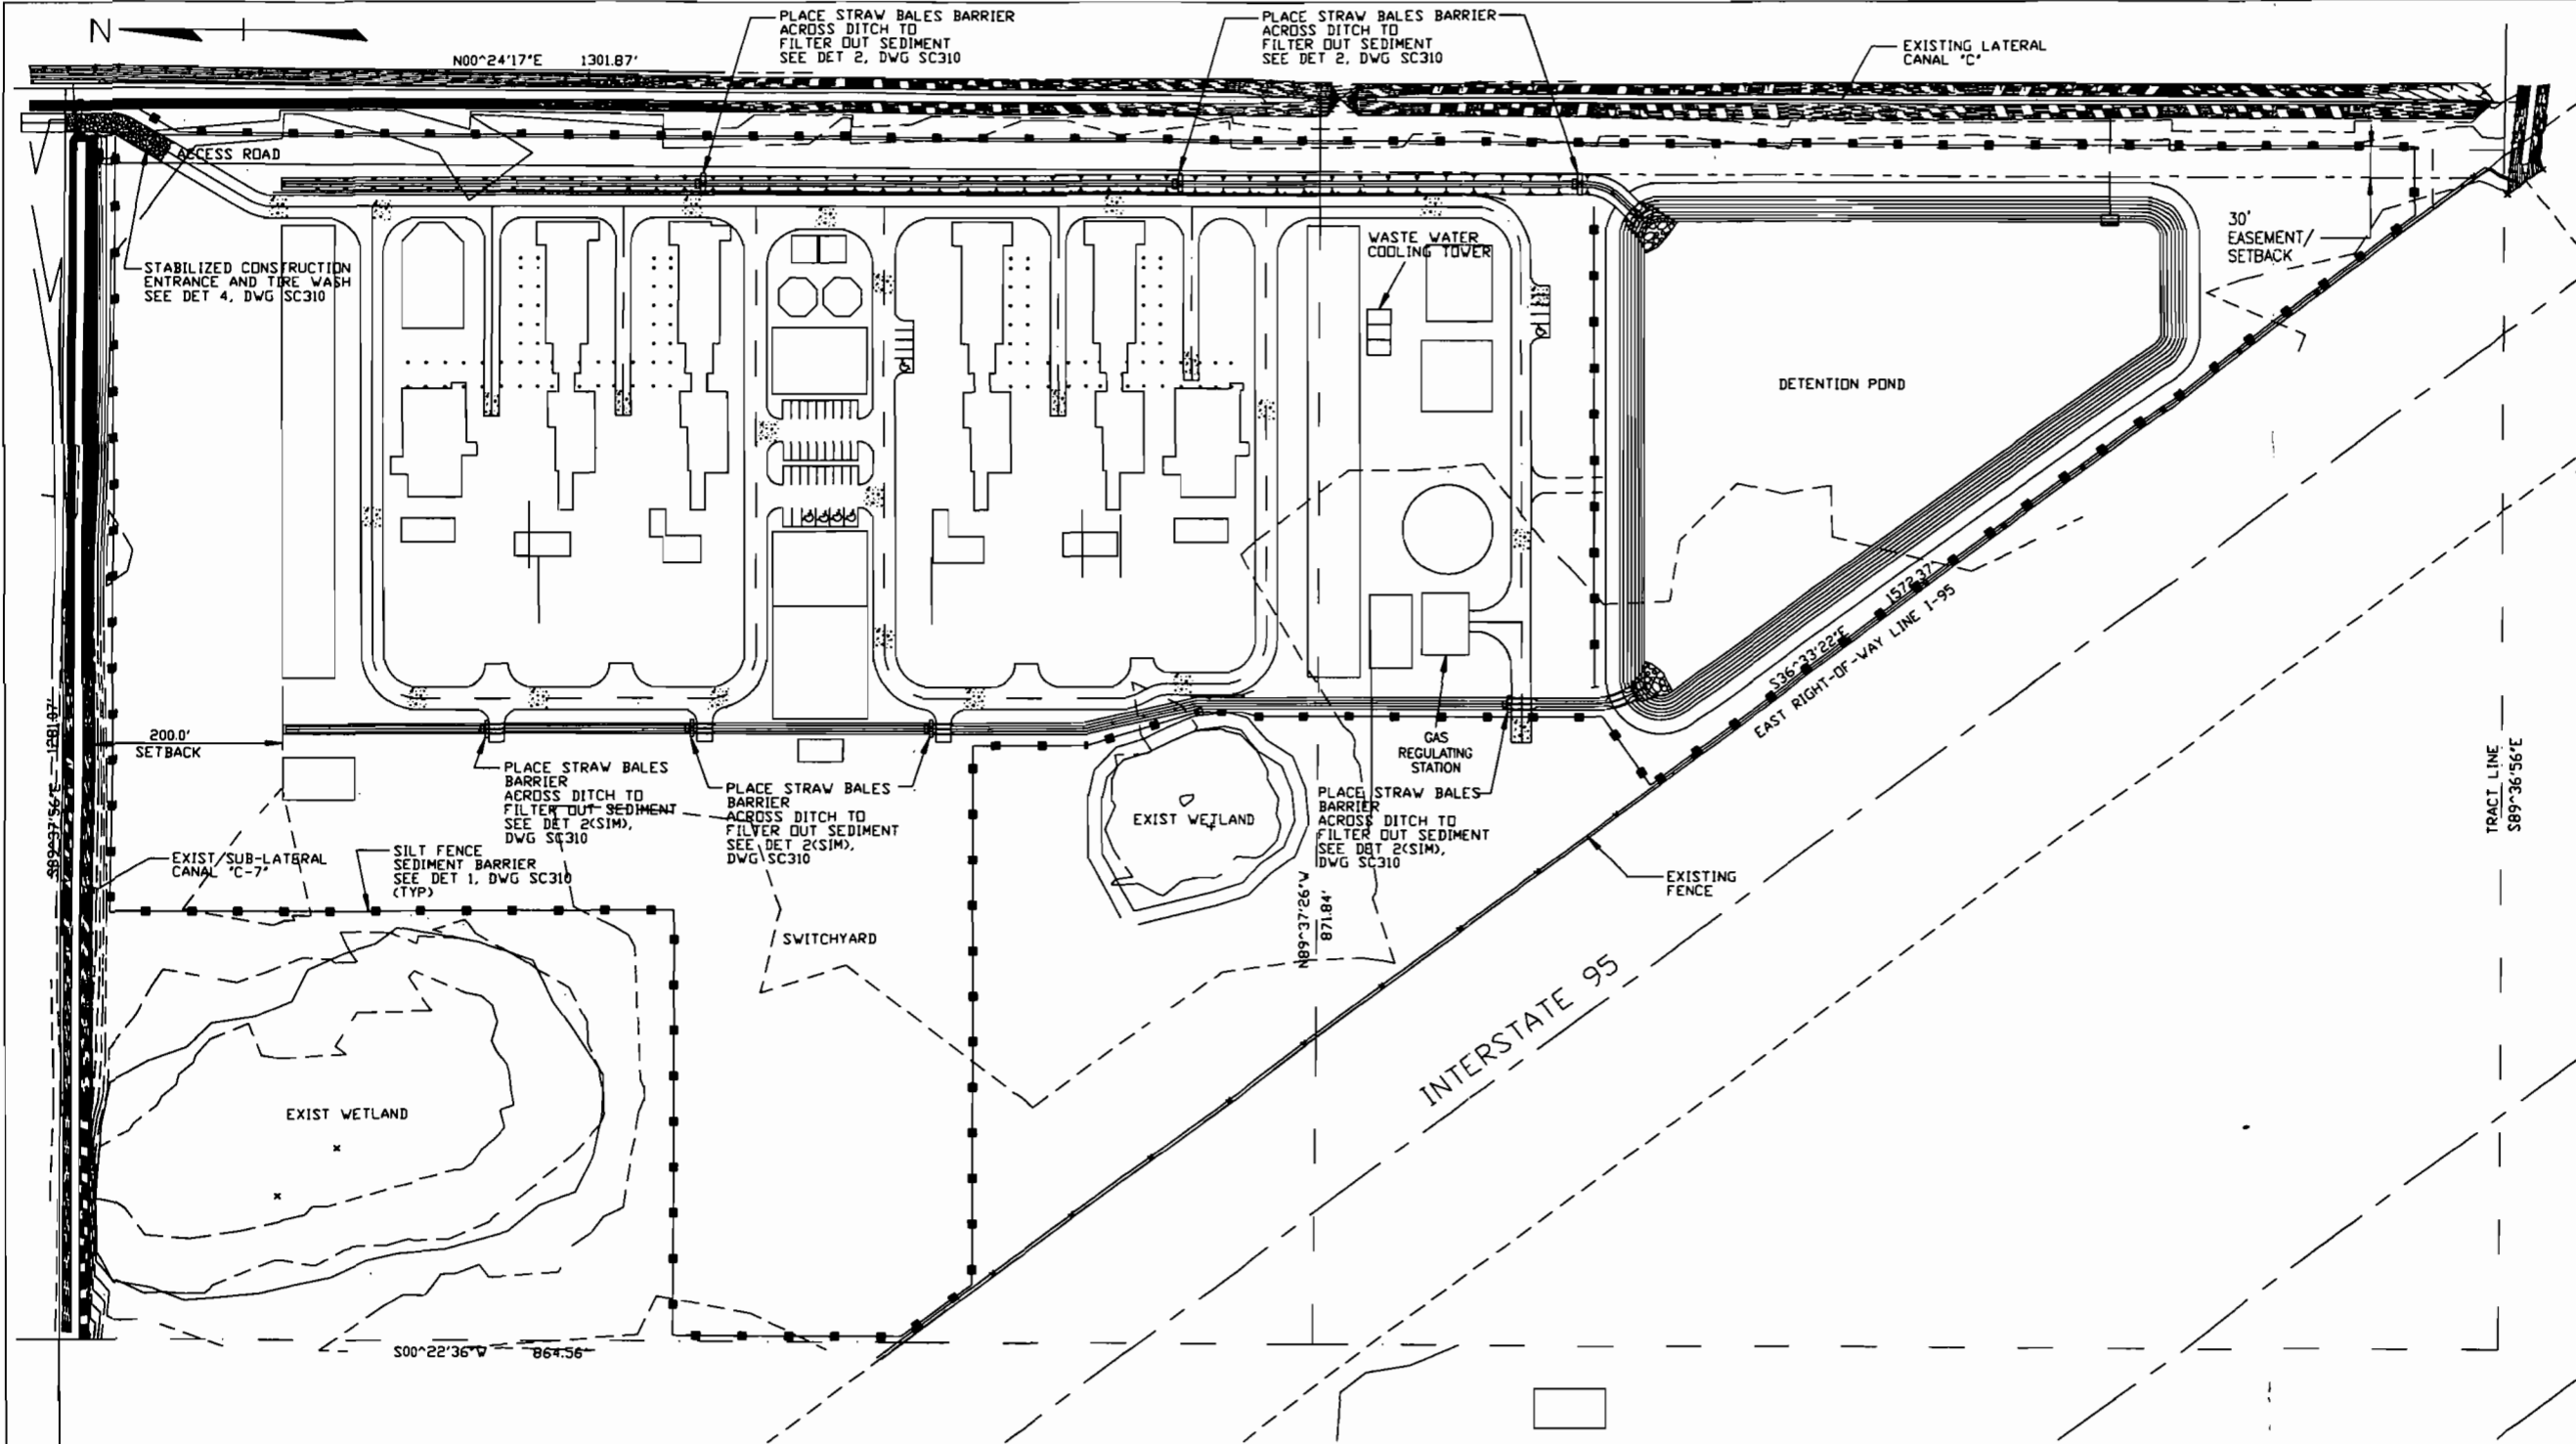 N
N00^24'17"E 1301.87'
PLACE STRAW BALES BARRIER
ACROSS DITCH TO
FILTER OUT SEDIMENT
SEE DET 2, DWG SC310
PLACE STRAW BALES BARRIER
ACROSS DITCH TO
FILTER OUT SEDIMENT
SEE DET 2, DWG SC310
EXISTING LATERAL
CANAL "C"
ACCESS ROAD
STABILIZED CONSTRUCTION
ENTRANCE AND TIRE WASH
SEE DET 4, DWG SC310
WASTE WATER
COOLING TOWER
30'
EASEMENT/
SETBACK
DETENTION POND
1572.37'
S36^33'22"E
EAST RIGHT-OF-WAY LINE I-95
200.0'
SETBACK
S89^37'56"E 1281.07'
GAS
REGULATING
STATION
TRACT LINE
S89^36'56"E
PLACE STRAW BALES
BARRIER
ACROSS DITCH TO
FILTER OUT SEDIMENT
SEE DET 2(SIM),
DWG SC310
PLACE STRAW BALES
BARRIER
ACROSS DITCH TO
FILTER OUT SEDIMENT
SEE DET 2(SIM),
DWG SC310
EXIST WETLAND
PLACE STRAW BALES
BARRIER
ACROSS DITCH TO
FILTER OUT SEDIMENT
SEE DET 2(SIM),
DWG SC310
EXIST SUB-LATERAL
CANAL "C-7"
SILT FENCE
SEDIMENT BARRIER
SEE DET 1, DWG SC310
(TYP)
EXISTING
FENCE
N89^37'26"W
871.84'
SWITCHYARD
INTERSTATE 95
EXIST WETLAND
S00^22'36"W 864.56'